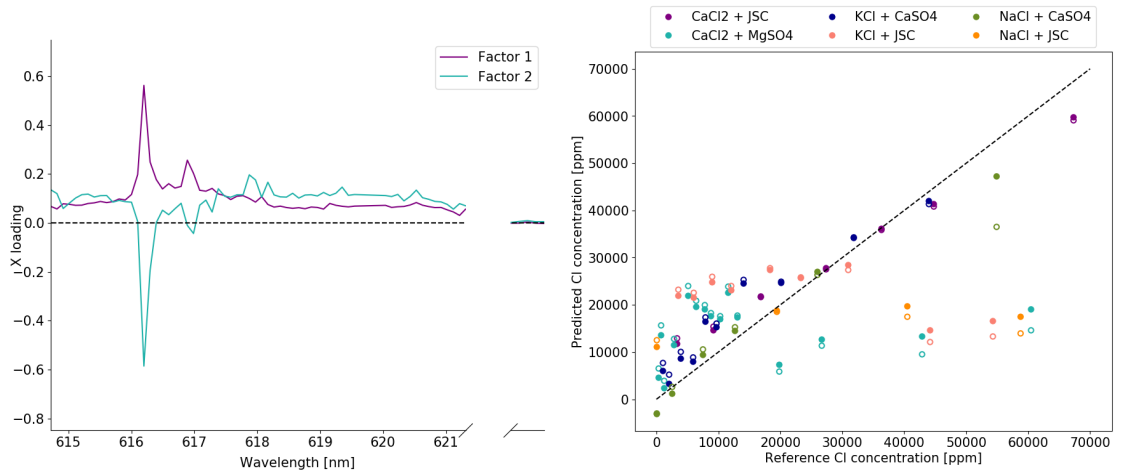 Factor 1
Factor 2
0.6
0.4
0.2
0.0
−0.2
−0.4
−0.6
−0.8
X loading
615
616
617
618
619
620
621
Wavelength [nm]
CaCl2 + JSC
CaCl2 + MgSO4
KCl + CaSO4
KCl + JSC
NaCl + CaSO4
NaCl + JSC
70000
60000
50000
40000
30000
20000
10000
0
Predicted Cl concentration [ppm]
0
10000
20000
30000
40000
50000
60000
70000
Reference Cl concentration [ppm]